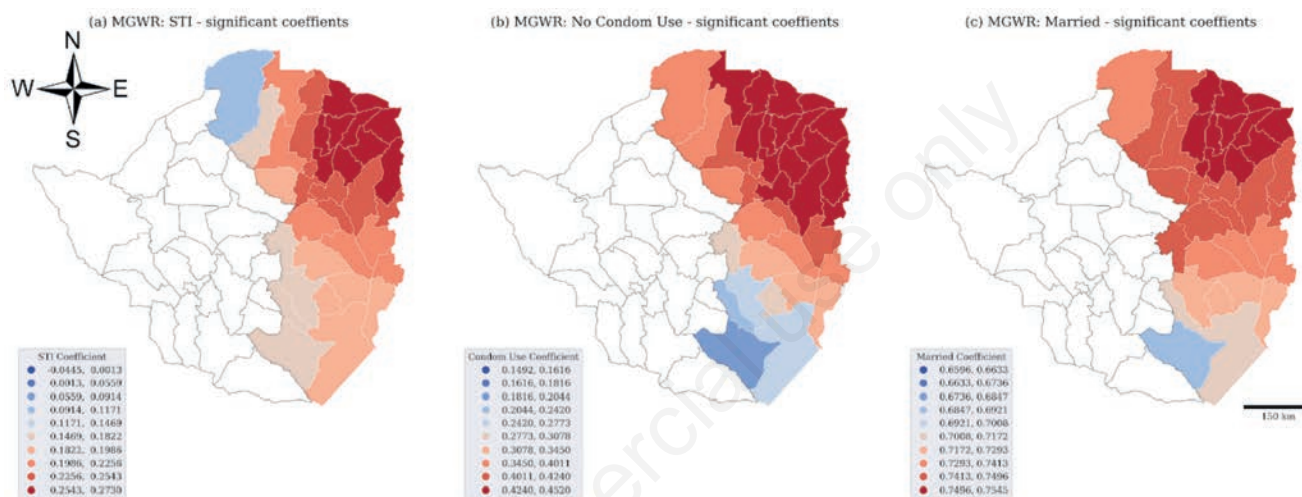 (a) MGWR: STI - significant coeffients
(b) MGWR: No Condom Use - significant coeffients
(c) MGWR: Married - significant coeffients
N
W
E
S
STI Coefficient
-0.0445, 0.0013
0.0013, 0.0559
0.0559, 0.0914
0.0914, 0.1171
0.1171, 0.1469
0.1469, 0.1822
0.1822, 0.1986
0.1986, 0.2256
0.2256, 0.2543
0.2543, 0.2730
Condom Use Coefficient
0.1492, 0.1616
0.1616, 0.1816
0.1816, 0.2044
0.2044, 0.2420
0.2420, 0.2773
0.2773, 0.3078
0.3078, 0.3450
0.3450, 0.4011
0.4011, 0.4240
0.4240, 0.4520
Married Coefficient
0.6596, 0.6633
0.6633, 0.6736
0.6736, 0.6847
0.6847, 0.6921
0.6921, 0.7008
0.7008, 0.7172
0.7172, 0.7293
0.7293, 0.7413
0.7413, 0.7496
0.7496, 0.7545
150 km
use only